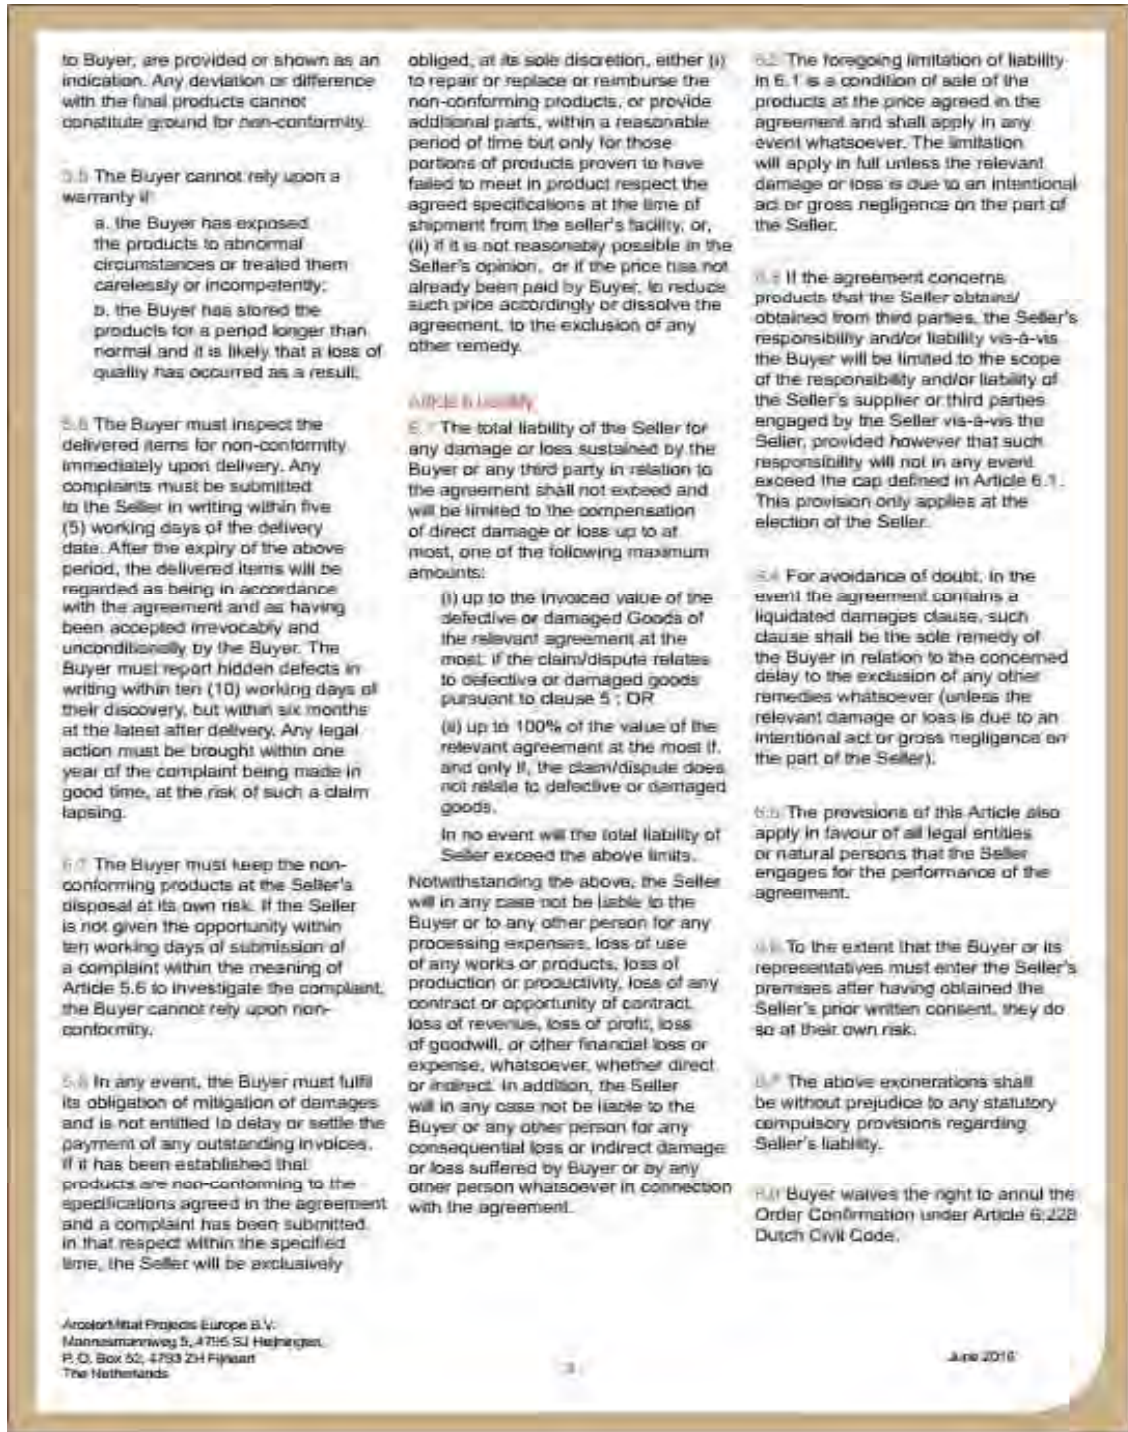 to Buyer, are provided or shown as an
indication. Any deviation or difference
with the final products cannot
constitute ground for non-conformity.
5.5 The Buyer cannot rely upon a
warranty if
a. the Buyer has exposed
the products to abnormal
circumstances or treated them
carelessly or incompetently;
b. the Buyer has stored the
products for a period longer than
normal and it is likely that a loss of
quality has occurred as a result.
5.6 The Buyer must inspect the
delivered items for non-conformity
immediately upon delivery. Any
complaints must be submitted
to the Seller in writing within five
(5) working days of the delivery
date. After the expiry of the above
period, the delivered items will be
regarded as being in accordance
with the agreement and as having
been accepted irrevocably and
unconditionally by the Buyer. The
Buyer must report hidden defects in
writing within ten (10) working days of
their discovery, but within six months
at the latest after delivery. Any legal
action must be brought within one
year of the complaint being made in
good time, at the risk of such a claim
lapsing.
5.7 The Buyer must keep the non-
conforming products at the Seller's
disposal at its own risk. If the Seller
is not given the opportunity within
ten working days of submission of
a complaint within the meaning of
Article 5.6 to investigate the complaint,
the Buyer cannot rely upon non-
conformity.
5.8 In any event, the Buyer must fulfil
its obligation of mitigation of damages
and is not entitled to delay or settle the
payment of any outstanding invoices.
If it has been established that
products are non-conforming to the
specifications agreed in the agreement
and a complaint has been submitted
in that respect within the specified
time, the Seller will be exclusively
obliged, at its sole discretion, either (i)
to repair or replace or reimburse the
non-conforming products, or provide
additional parts, within a reasonable
period of time but only for those
portions of products proven to have
failed to meet in product respect the
agreed specifications at the time of
shipment from the seller's facility, or,
(ii) if it is not reasonably possible in the
Seller's opinion, or if the price has not
already been paid by Buyer, to reduce
such price accordingly or dissolve the
agreement, to the exclusion of any
other remedy.
Article 6 Liability
6.1 The total liability of the Seller for
any damage or loss sustained by the
Buyer or any third party in relation to
the agreement shall not exceed and
will be limited to the compensation
of direct damage or loss up to at
most, one of the following maximum
amounts:
(i) up to the invoiced value of the
defective or damaged Goods of
the relevant agreement at the
most if the claim/dispute relates
to defective or damaged goods
pursuant to clause 5 ; OR
(ii) up to 100% of the value of the
relevant agreement at the most if,
and only if, the claim/dispute does
not relate to defective or damaged
goods.
In no event will the total liability of
Seller exceed the above limits.
Notwithstanding the above, the Seller
will in any case not be liable to the
Buyer or to any other person for any
processing expenses, loss of use
of any works or products, loss of
production or productivity, loss of any
contract or opportunity of contract,
loss of revenue, loss of profit, loss
of goodwill, or other financial loss or
expense, whatsoever, whether direct
or indirect. In addition, the Seller
will in any case not be liable to the
Buyer or any other person for any
consequential loss or indirect damage
or loss suffered by Buyer or by any
other person whatsoever in connection
with the agreement.
6.2 The foregoing limitation of liability
in 6.1 is a condition of sale of the
products at the price agreed in the
agreement and shall apply in any
event whatsoever. The limitation
will apply in full unless the relevant
damage or loss is due to an intentional
act or gross negligence on the part of
the Seller.
6.3 If the agreement concerns
products that the Seller obtains/
obtained from third parties, the Seller's
responsibility and/or liability vis-à-vis
the Buyer will be limited to the scope
of the responsibility and/or liability of
the Seller's supplier or third parties
engaged by the Seller vis-à-vis the
Seller, provided however that such
responsibility will not in any event
exceed the cap defined in Article 6.1.
This provision only applies at the
election of the Seller.
6.4 For avoidance of doubt, in the
event the agreement contains a
liquidated damages clause, such
clause shall be the sole remedy of
the Buyer in relation to the concerned
delay to the exclusion of any other
remedies whatsoever (unless the
relevant damage or loss is due to an
intentional act or gross negligence on
the part of the Seller).
6.5 The provisions of this Article also
apply in favour of all legal entities
or natural persons that the Seller
engages for the performance of the
agreement.
6.6 To the extent that the Buyer or its
representatives must enter the Seller's
premises after having obtained the
Seller's prior written consent, they do
so at their own risk.
6.7 The above exonerations shall
be without prejudice to any statutory
compulsory provisions regarding
Seller's liability.
6.8 Buyer waives the right to annul the
Order Confirmation under Article 6:228
Dutch Civil Code.
ArcelorMittal Projects Europe B.V.
Mannesmannweg 5, 4795 SJ Heijningen,
P. O. Box 52, 4793 ZH Fijnaart
The Netherlands
3
June 2016